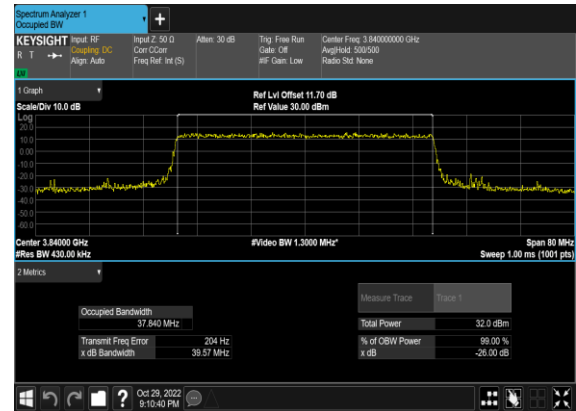 Spectrum Analyzer 1
Occupied BW
+
KEYSIGHT
R T
LXI
Input: RF
Coupling: DC
Align: Auto
Input Z: 50 Ω
Corr CCorr
Freq Ref: Int (S)
Atten: 30 dB
Trig: Free Run
Gate: Off
#IF Gain: Low
Center Freq: 3.840000000 GHz
Avg|Hold: 500/500
Radio Std: None
1 Graph
Scale/Div 10.0 dB
Ref Lvl Offset 11.70 dB
Ref Value 30.00 dBm
Log
20.0
10.0
0.00
-10.0
-20.0
-30.0
-40.0
-50.0
-60.0
Center 3.84000 GHz
#Res BW 430.00 kHz
#Video BW 1.3000 MHz*
Span 80 MHz
Sweep 1.00 ms (1001 pts)
2 Metrics
Measure Trace Trace 1
Occupied Bandwidth
37.840 MHz
Total Power 32.0 dBm
Transmit Freq Error 204 Hz
% of OBW Power 99.00 %
x dB Bandwidth 39.57 MHz
x dB -26.00 dB
?
Oct 29, 2022
9:10:40 PM